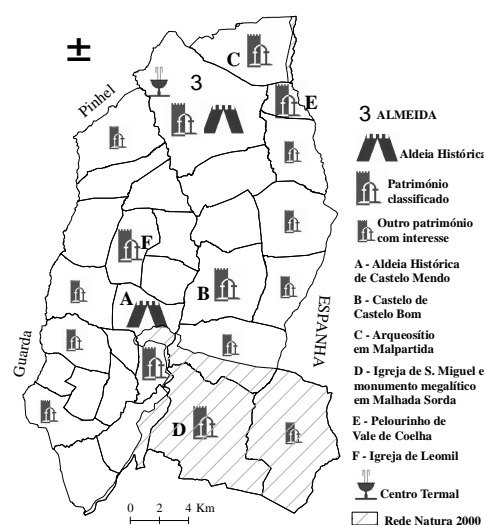 ±
3
C
E
Pinhel
F
A
B
ESPANHA
Guarda
D
0 2 4 Km
3 ALMEIDA
Aldeia Históric
Património
classificado
Outro património
com interesse
A - Aldeia Histórica
de Castelo Mendo
B - Castelo de
Castelo Bom
C - Arqueosítio
em Malpartida
D - Igreja de S. Miguel e
monumento megalítico
em Malhada Sorda
E - Pelourinho de
Vale de Coelha
F - Igreja de Leomil
Centro Termal
Rede Natura 2000